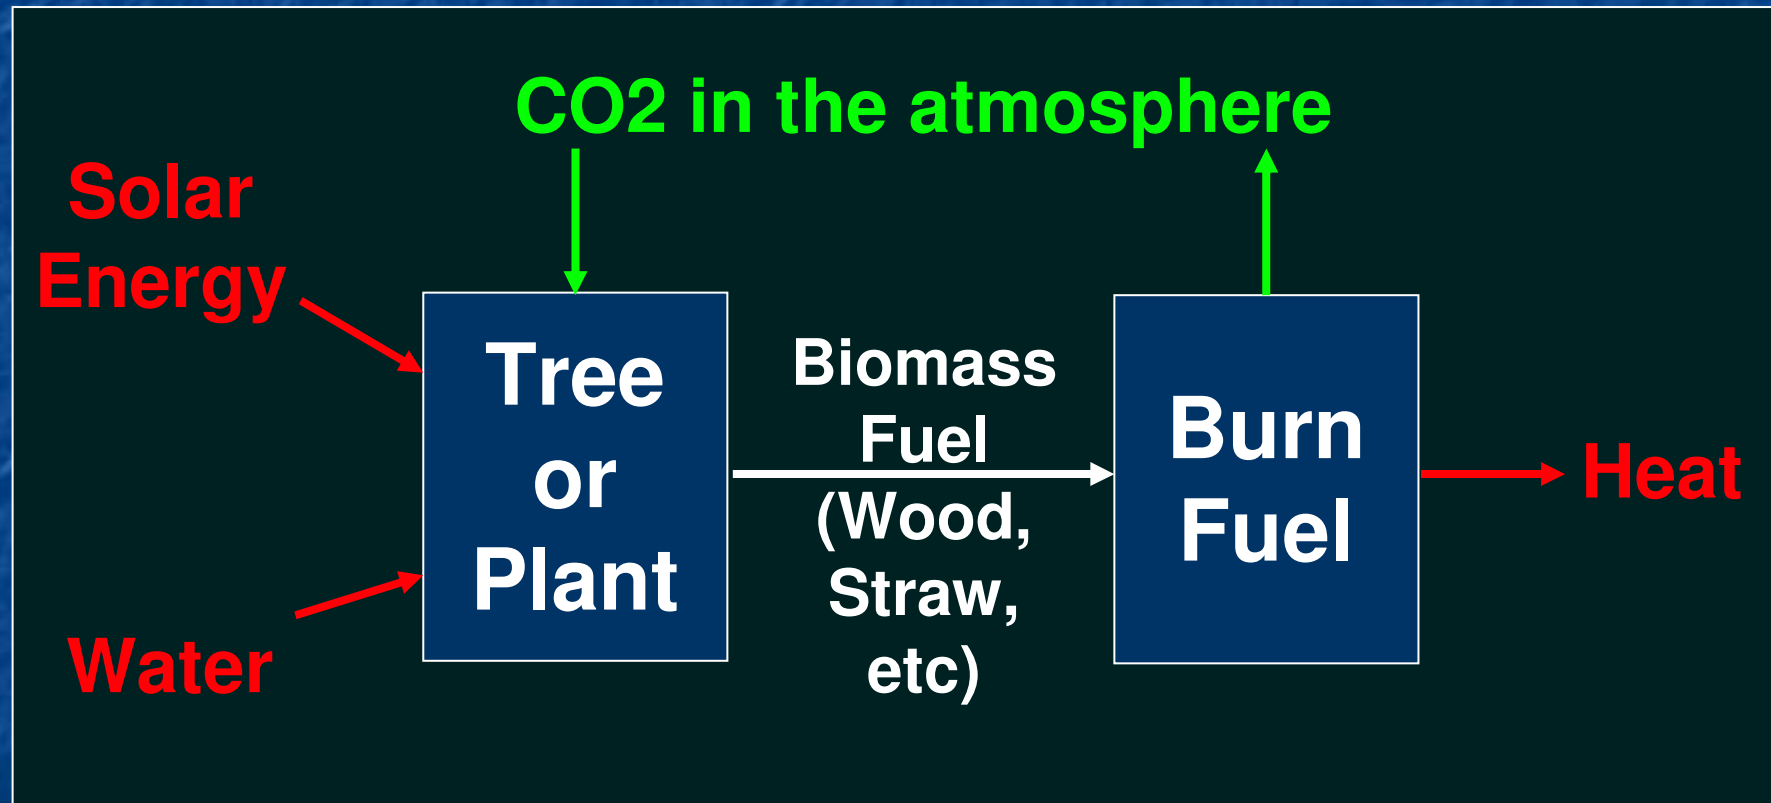 CO2 in the atmosphere
Solar
Energy
Water
Tree
or
Plant
Biomass
Fuel
(Wood,
Straw,
etc)
Burn
Fuel
Heat